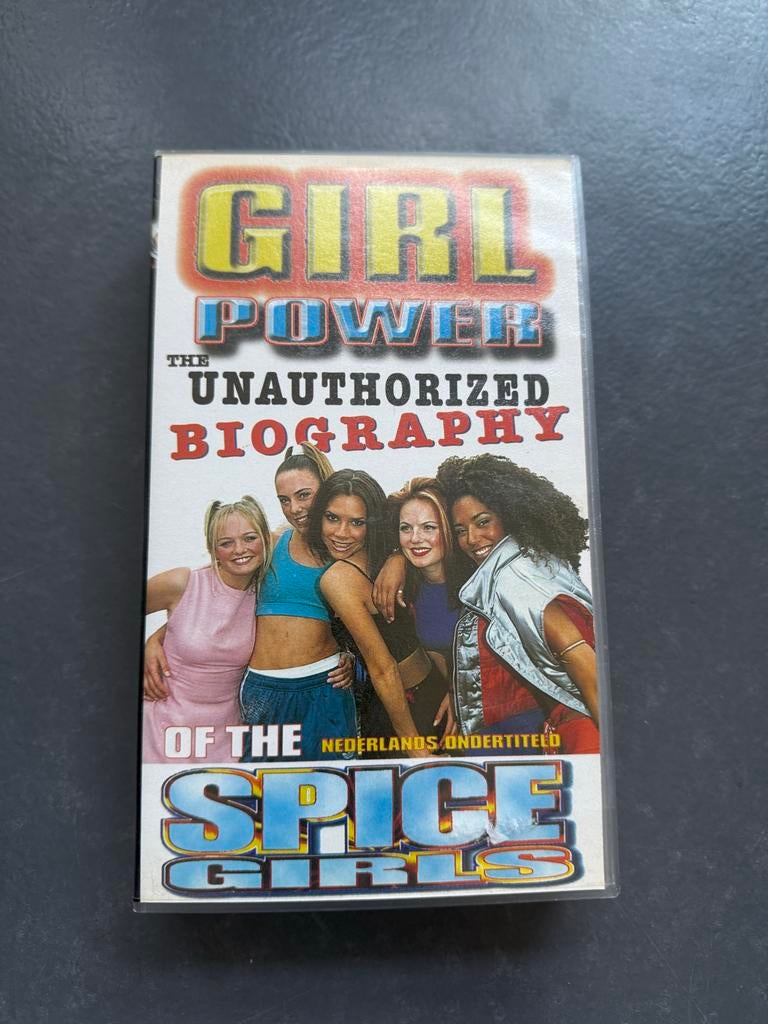 GIRL
POWER
THE
UNAUTHORIZED
BIOGRAPHY
OF THE
NEDERLANDS ONDERTITELD
SPICE
GIRLS